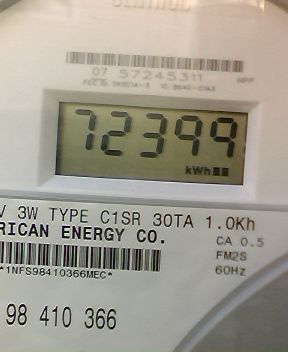 07 57245311
72399
kWh
V 3W TYPE C1SR 30TA 1.0Kh
RICAN ENERGY CO.
CA 0.5
FM2S
60Hz
*1NFS98410366MEC*
98 410 366